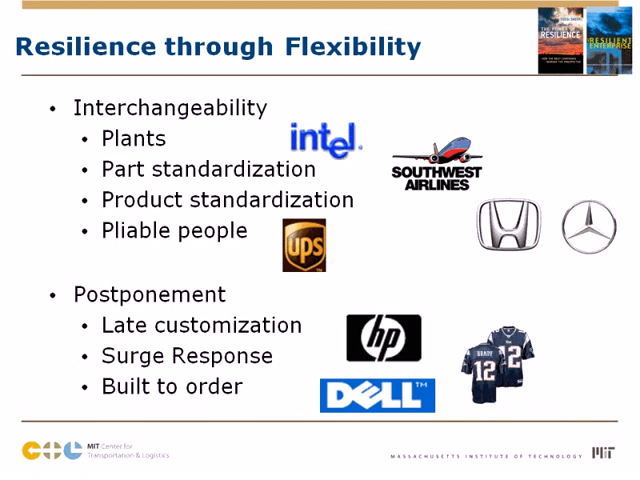 Resilience through Flexibility
RESILIENCE
RESILIENT
ENTERPRISE
• Interchangeability
• Plants
• Part standardization
• Product standardization
• Pliable people
intel
SOUTHWEST
AIRLINES
ups
• Postponement
• Late customization
• Surge Response
• Built to order
hp
DELL™
BRADY
12
12
MIT Center for
Transportation & Logistics
MASSACHUSETTS INSTITUTE OF TECHNOLOGY
MIT